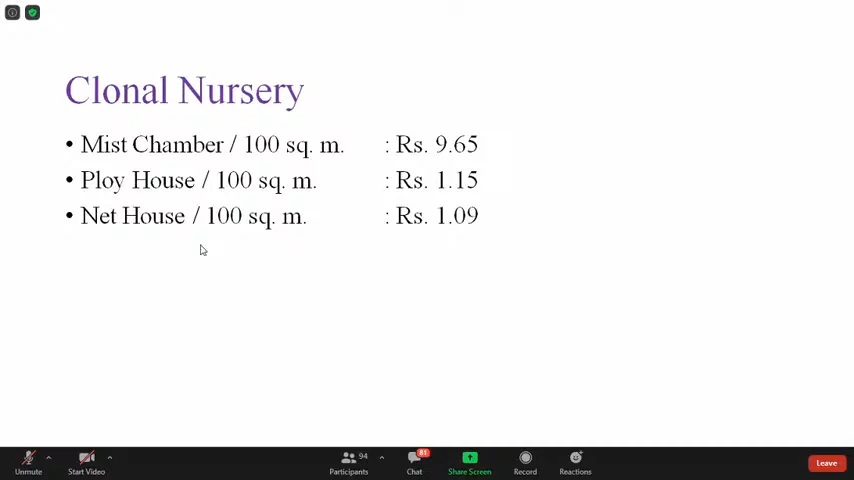 Clonal Nursery
• Mist Chamber / 100 sq. m. : Rs. 9.65
• Ploy House / 100 sq. m. : Rs. 1.15
• Net House / 100 sq. m. : Rs. 1.09
94
81
Unmute
Start Video
Participants
Chat
Share Screen
Record
Reactions
Leave